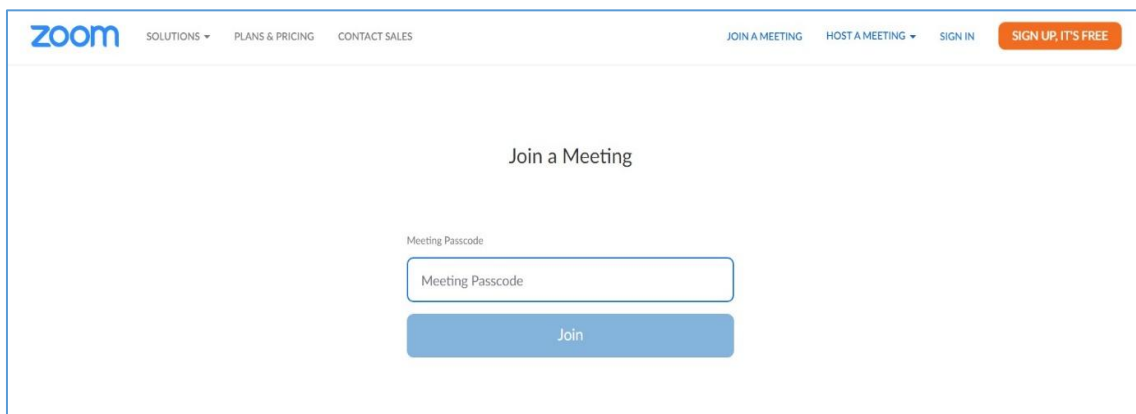 zoom SOLUTIONS PLANS & PRICING CONTACT SALES JOIN A MEETING HOST A MEETING SIGN IN SIGN UP, IT'S FREE
Join a Meeting
Meeting Passcode
Meeting Passcode
Join